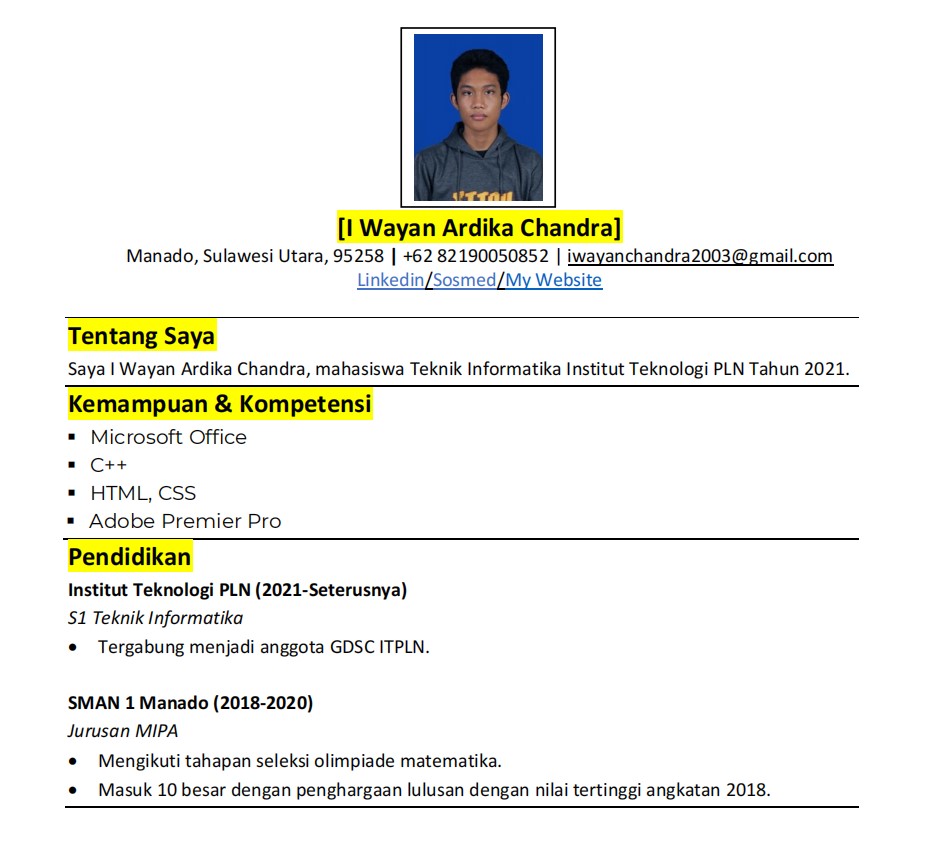 [I Wayan Ardika Chandra]
Manado, Sulawesi Utara, 95258 | +62 82190050852 | iwayanchandra2003@gmail.com
Linkedin/Sosmed/My Website
Tentang Saya
Saya I Wayan Ardika Chandra, mahasiswa Teknik Informatika Institut Teknologi PLN Tahun 2021.
Kemampuan & Kompetensi
▪ Microsoft Office
▪ C++
▪ HTML, CSS
▪ Adobe Premier Pro
Pendidikan
Institut Teknologi PLN (2021-Seterusnya)
S1 Teknik Informatika
• Tergabung menjadi anggota GDSC ITPLN.
SMAN 1 Manado (2018-2020)
Jurusan MIPA
• Mengikuti tahapan seleksi olimpiade matematika.
• Masuk 10 besar dengan penghargaan lulusan dengan nilai tertinggi angkatan 2018.